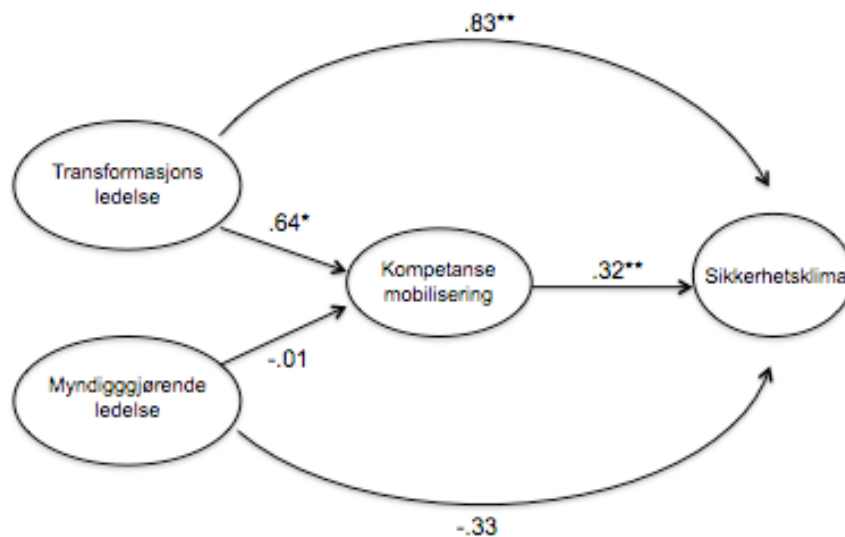 .83**
Transformasjons
ledelse
.64*
Kompetanse
mobilisering
.32**
Sikkerhetsklima
-.01
Myndigggjørende
ledelse
-.33